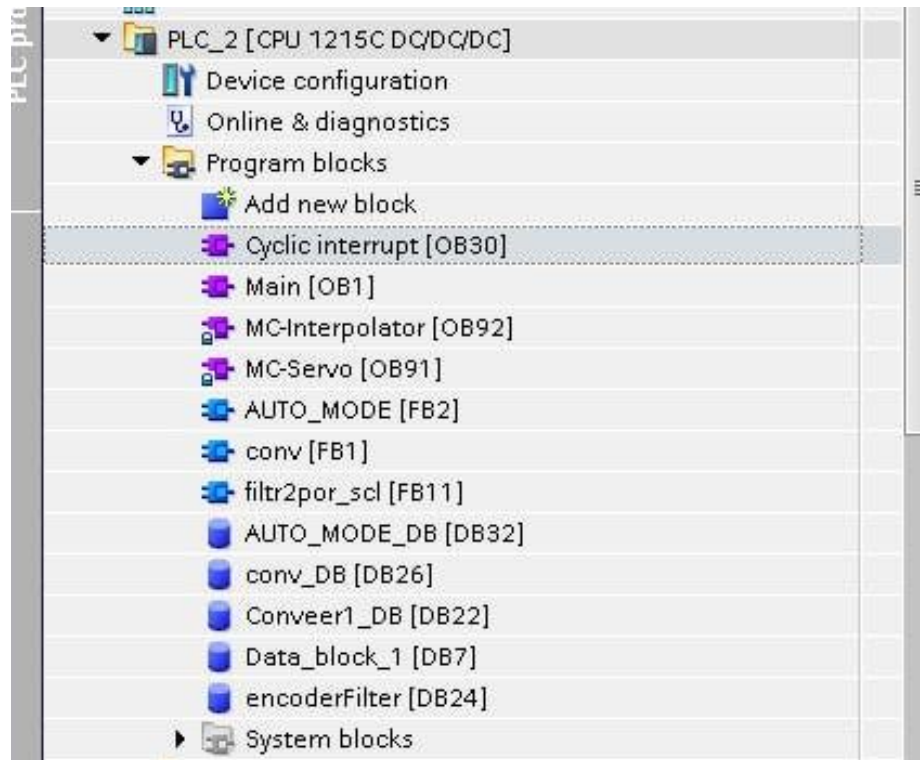 PLC pro
PLC_2 [CPU 1215C DC/DC/DC]
Device configuration
Online & diagnostics
Program blocks
Add new block
Cyclic interrupt [OB30]
Main [OB1]
MC-Interpolator [OB92]
MC-Servo [OB91]
AUTO_MODE [FB2]
conv [FB1]
filtr2por_scl [FB11]
AUTO_MODE_DB [DB32]
conv_DB [DB26]
Conveer1_DB [DB22]
Data_block_1 [DB7]
encoderFilter [DB24]
System blocks